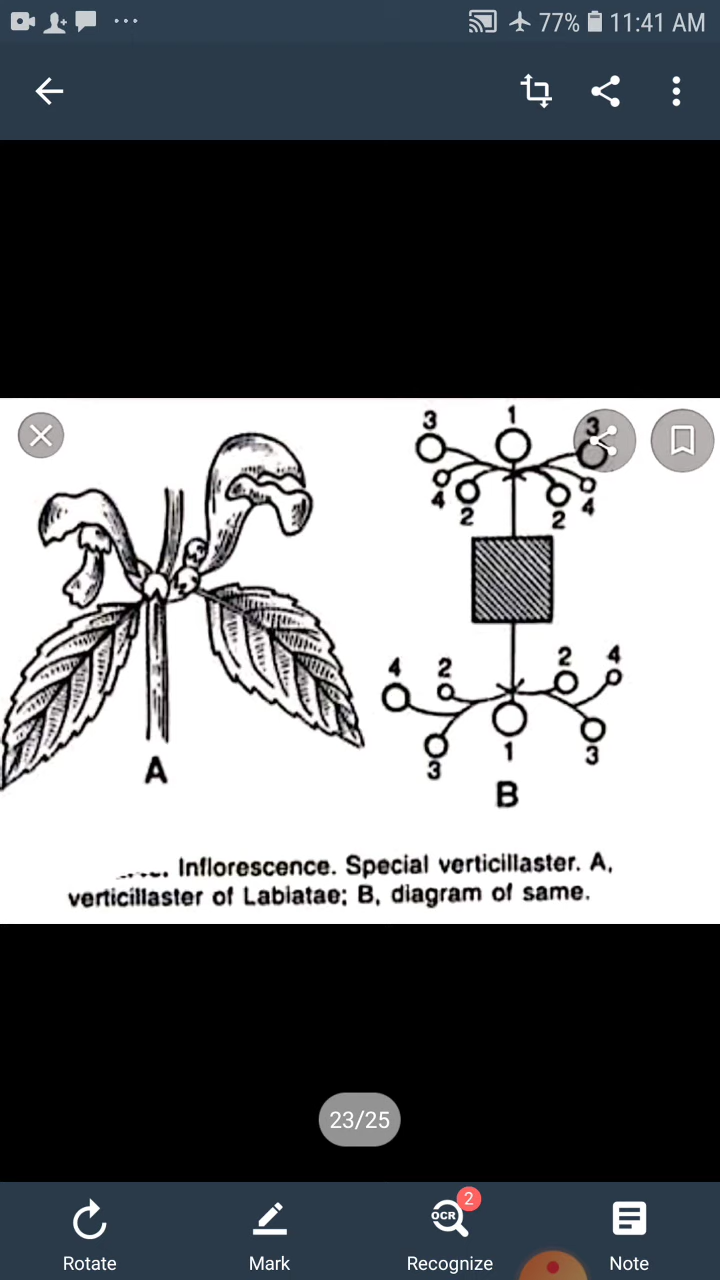 77% 11:41 AM
3 1 3
4 2 2 4
4 2 2 4
3 1 3
A
B
Inflorescence. Special verticillaster. A,
verticillaster of Labiatae; B, diagram of same.
23/25
OCR 2
Rotate Mark Recognize Note